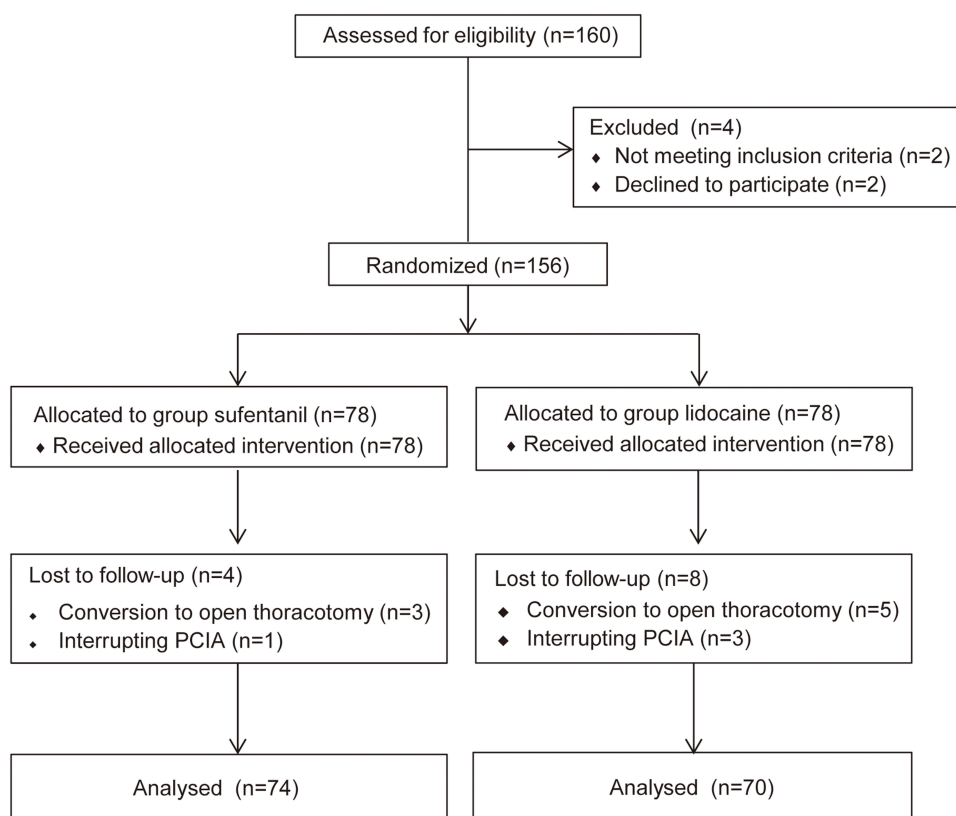 Assessed for eligibility (n=160)
Excluded (n=4)
♦ Not meeting inclusion criteria (n=2)
♦ Declined to participate (n=2)
Randomized (n=156)
Allocated to group sufentanil (n=78)
♦ Received allocated intervention (n=78)
Allocated to group lidocaine (n=78)
♦ Received allocated intervention (n=78)
Lost to follow-up (n=4)
♦ Conversion to open thoracotomy (n=3)
♦ Interrupting PCIA (n=1)
Lost to follow-up (n=8)
♦ Conversion to open thoracotomy (n=5)
♦ Interrupting PCIA (n=3)
Analysed (n=74)
Analysed (n=70)